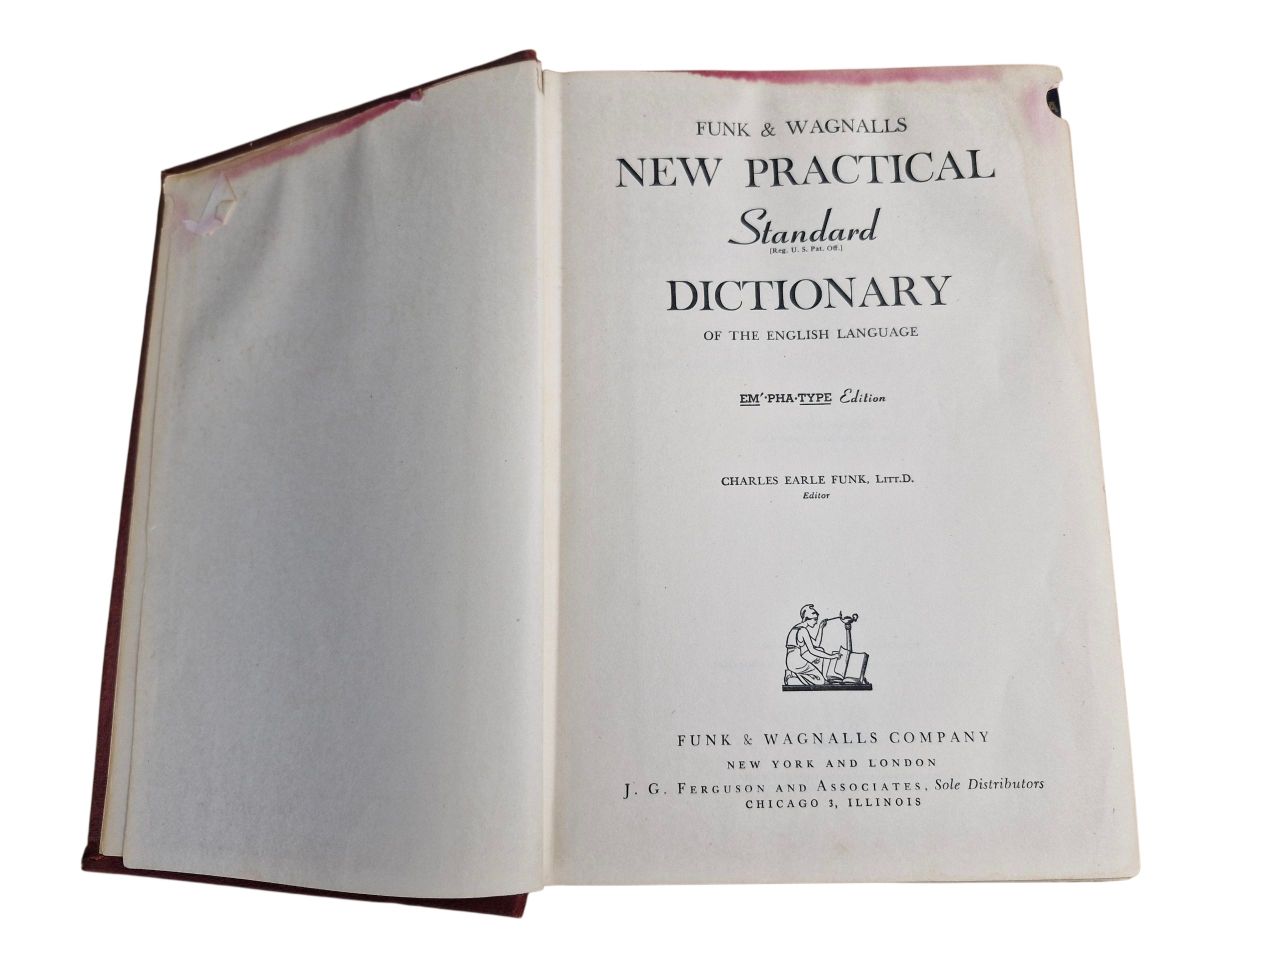 FUNK & WAGNALLS
NEW PRACTICAL
Standard
[Reg. U. S. Pat. Off.]
DICTIONARY
OF THE ENGLISH LANGUAGE
EM′·PHA·TYPE Edition
CHARLES EARLE FUNK, LITT.D.
Editor
FUNK & WAGNALLS COMPANY
NEW YORK AND LONDON
J. G. FERGUSON AND ASSOCIATES, Sole Distributors
CHICAGO 3, ILLINOIS